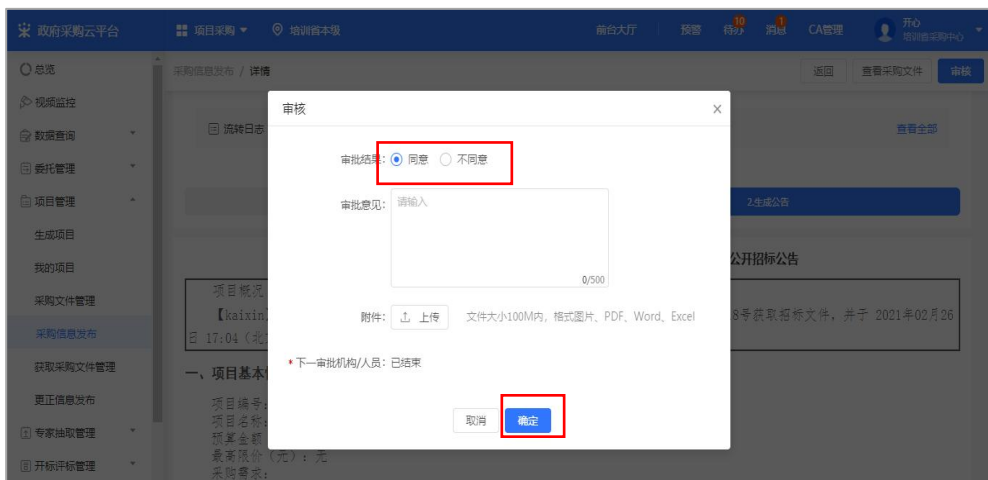 政府采购云平台
项目采购
培训省本级
前台大厅
预警
待办
10
消息
1
CA管理
开心
培训省采购中心
总览
视频监控
数据查询
委托管理
项目管理
生成项目
我的项目
采购文件管理
采购信息发布
获取采购文件管理
更正信息发布
专家抽取管理
开标评标管理
采购信息发布 / 详情
返回
查看采购文件
审核
流转日志
查看全部
2.生成公告
公开招标公告
项目概况
【kaixin】
8号获取招标文件，并于 2021年02月26
日 17:04（北
一、项目基本
项目编号：
项目名称：
预算金额
最高限价（元）：元
采购需求：
审核
审批结果：
同意
不同意
审批意见：
请输入
0/500
附件：
上传
文件大小100M内，格式图片、PDF、Word、Excel
*下一审批机构/人员：已结束
取消
确定